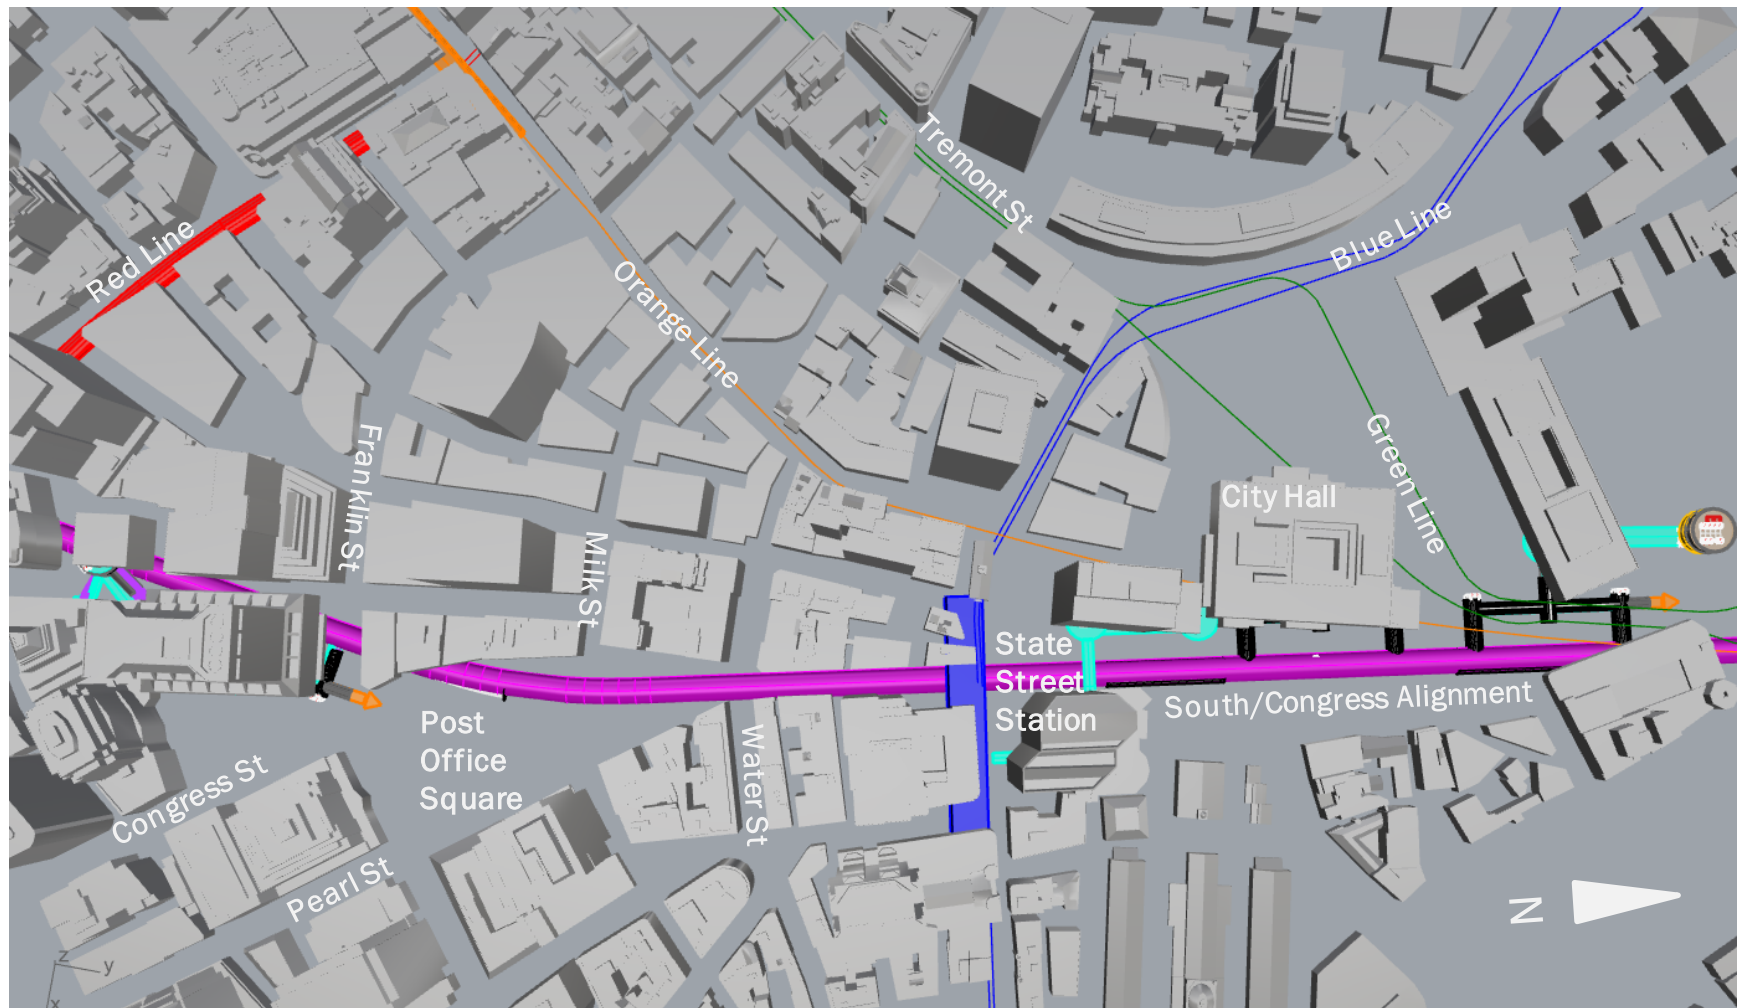 Tremont St
Red Line
Blue Line
Orange Line
Franklin St
Green Line
City Hall
Milk St
State
Street
Station
South/Congress Alignment
Post
Office
Square
Water St
Congress St
Pearl St
N
z
y
x